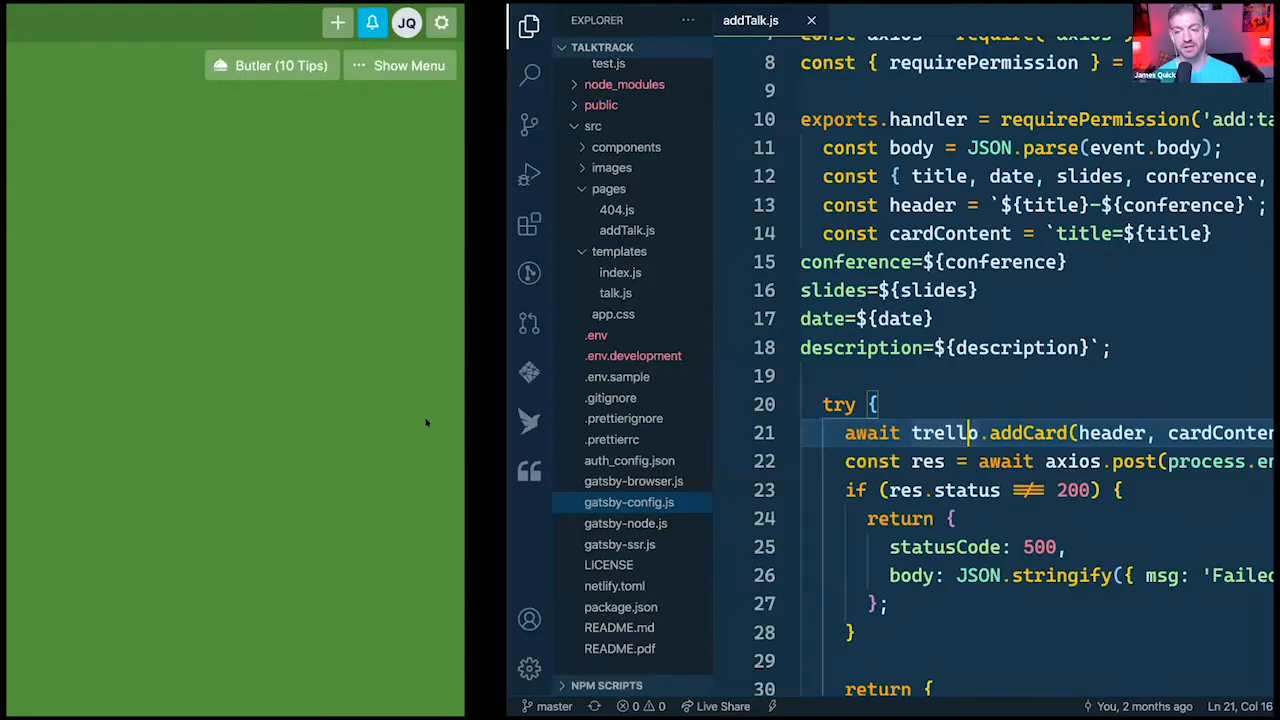 JQ
Butler (10 Tips)
··· Show Menu
EXPLORER ···
TALKTRACK
test.js
node_modules
public
src
components
images
pages
404.js
addTalk.js
templates
index.js
talk.js
app.css
.env
.env.development
.env.sample
.gitignore
.prettierignore
.prettierrc
auth_config.json
gatsby-browser.js
gatsby-config.js
gatsby-node.js
gatsby-ssr.js
LICENSE
netlify.toml
package.json
README.md
README.pdf
NPM SCRIPTS
addTalk.js
8 const { requirePermission } =
9
10 exports.handler = requirePermission('add:ta
11 const body = JSON.parse(event.body);
12 const { title, date, slides, conference,
13 const header = `${title}-${conference}`;
14 const cardContent = `title=${title}
15 conference=${conference}
16 slides=${slides}
17 date=${date}
18 description=${description}`;
19
20 try {
21 await trello.addCard(header, cardConten
22 const res = await axios.post(process.en
23 if (res.status !== 200) {
24 return {
25 statusCode: 500,
26 body: JSON.stringify({ msg: 'Failed
27 };
28 }
29
30 return {
James Quick
master 0 0 Live Share You, 2 months ago Ln 21, Col 16